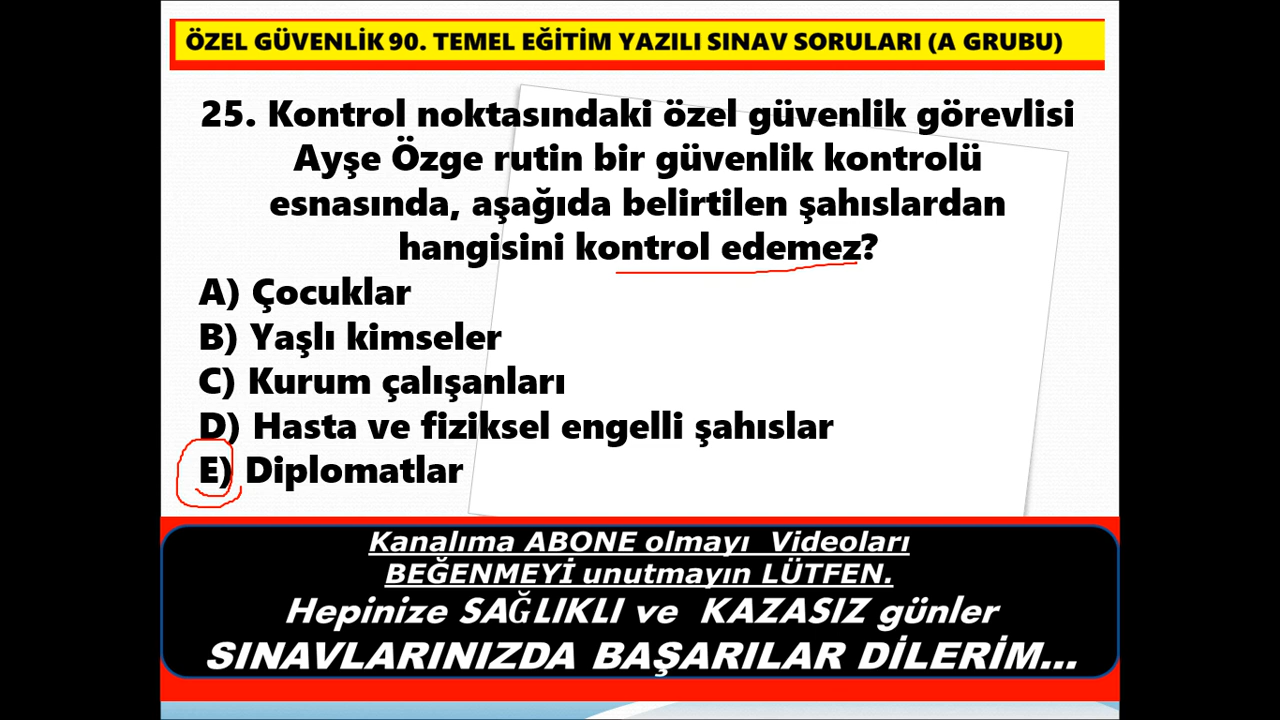 ÖZEL GÜVENLİK 90. TEMEL EĞİTİM YAZILI SINAV SORULARI (A GRUBU)
25. Kontrol noktasındaki özel güvenlik görevlisi
Ayşe Özge rutin bir güvenlik kontrolü
esnasında, aşağıda belirtilen şahıslardan
hangisini kontrol edemez?
A) Çocuklar
B) Yaşlı kimseler
C) Kurum çalışanları
D) Hasta ve fiziksel engelli şahıslar
E) Diplomatlar
Kanalıma ABONE olmayı Videoları
BEĞENMEYİ unutmayın LÜTFEN.
Hepinize SAĞLIKLI ve KAZASIZ günler
SINAVLARINIZDA BAŞARILAR DİLERİM...